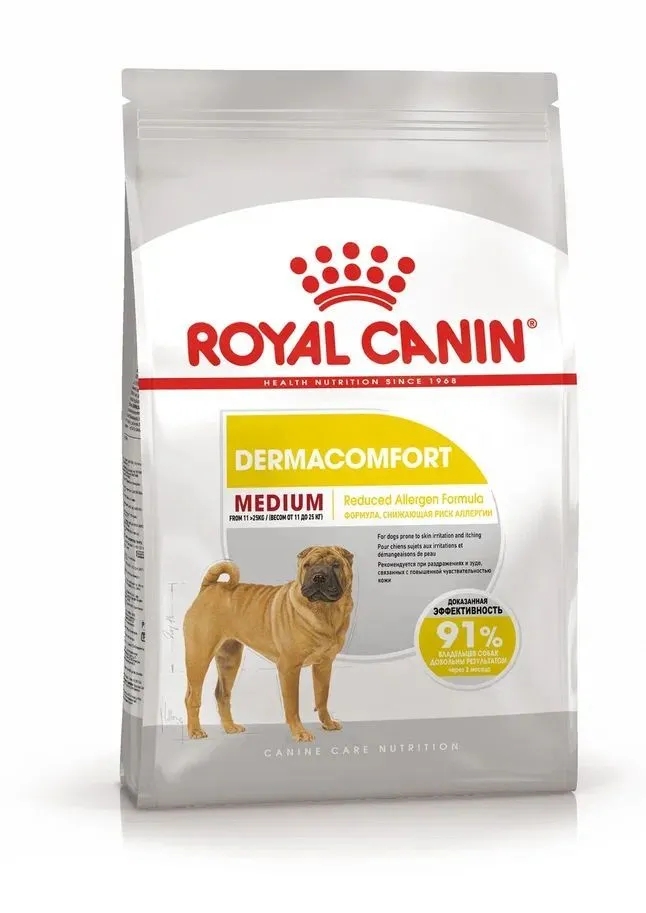 ROYAL CANIN®
HEALTH NUTRITION SINCE 1968
DERMACOMFORT
MEDIUM
FROM 11 >25KG / (ВЕСОМ ОТ 11 ДО 25 КГ)
Reduced Allergen Formula
ФОРМУЛА, СНИЖАЮЩАЯ РИСК АЛЛЕРГИИ
For dogs prone to skin irritation and itching
Pour chiens sujets aux irritations et
démangeaisons de peau
Рекомендуется при раздражениях и зуде,
связанных с повышенной чувствительностью
кожи
ДОКАЗАННАЯ
ЭФФЕКТИВНОСТЬ
91%
ВЛАДЕЛЬЦЕВ СОБАК
ДОВОЛЬНЫ РЕЗУЛЬТАТОМ
через 2 месяца
CANINE CARE NUTRITION